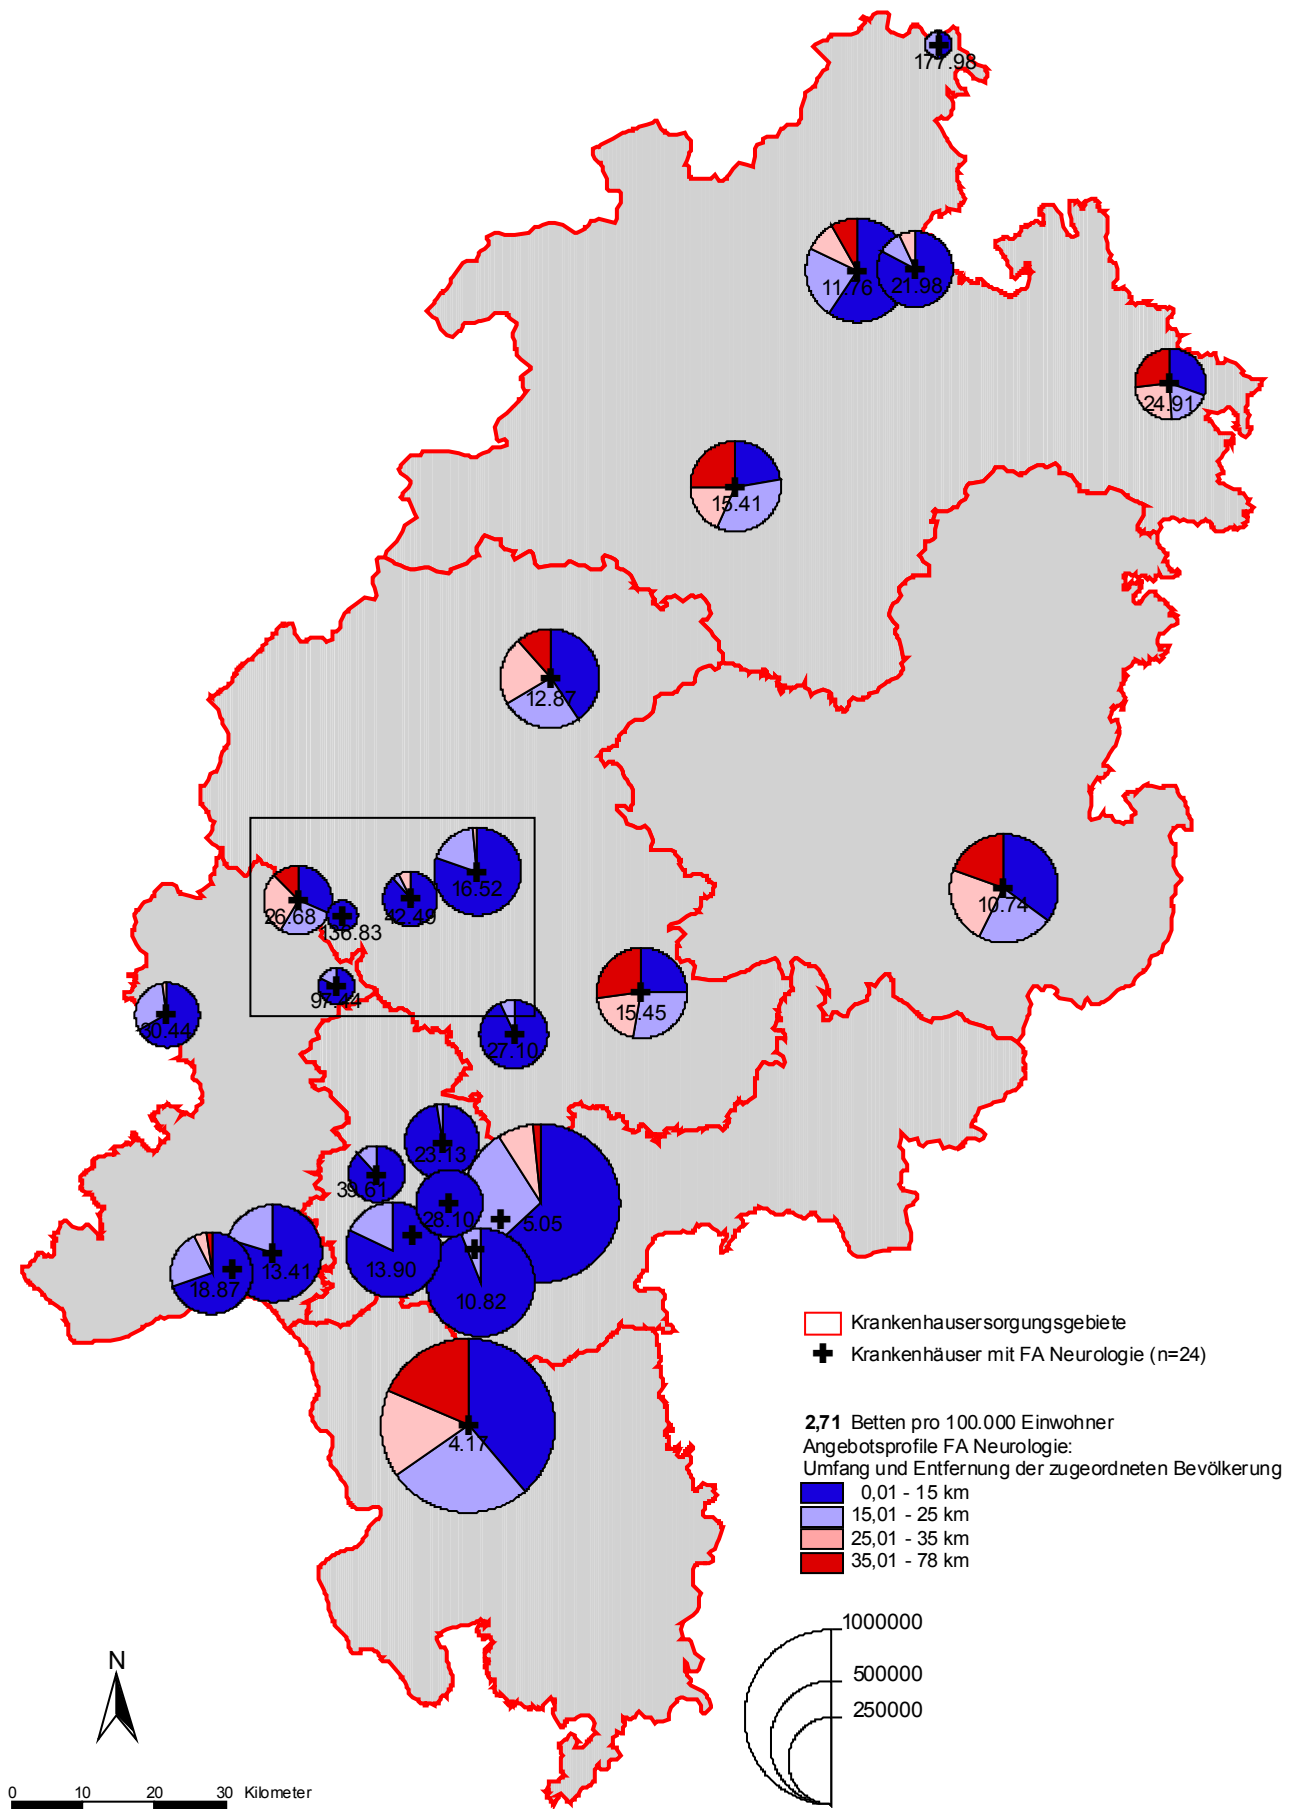 177.98
11.76
21.98
24.91
15.41
12.87
16.52
26.68
42.49
136.83
10.74
97.44
15.45
30.44
27.10
23.13
39.61
28.10
5.05
13.90
13.41
18.87
10.82
4.17
Krankenhausersorgungsgebiete
Krankenhäuser mit FA Neurologie (n=24)
2,71 Betten pro 100.000 Einwohner
Angebotsprofile FA Neurologie:
Umfang und Entfernung der zugeordneten Bevölkerung
0,01 - 15 km
15,01 - 25 km
25,01 - 35 km
35,01 - 78 km
1000000
500000
250000
N
0 10 20 30 Kilometer